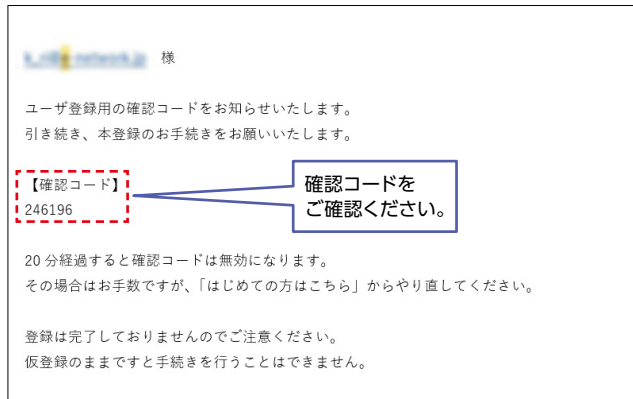 様
ユーザ登録用の確認コードをお知らせいたします。
引き続き、本登録のお手続きをお願いいたします。
【確認コード】
246196
確認コードを
ご確認ください。
20分経過すると確認コードは無効になります。
その場合はお手数ですが、「はじめての方はこちら」からやり直してください。
登録は完了しておりませんのでご注意ください。
仮登録のままですと手続きを行うことはできません。